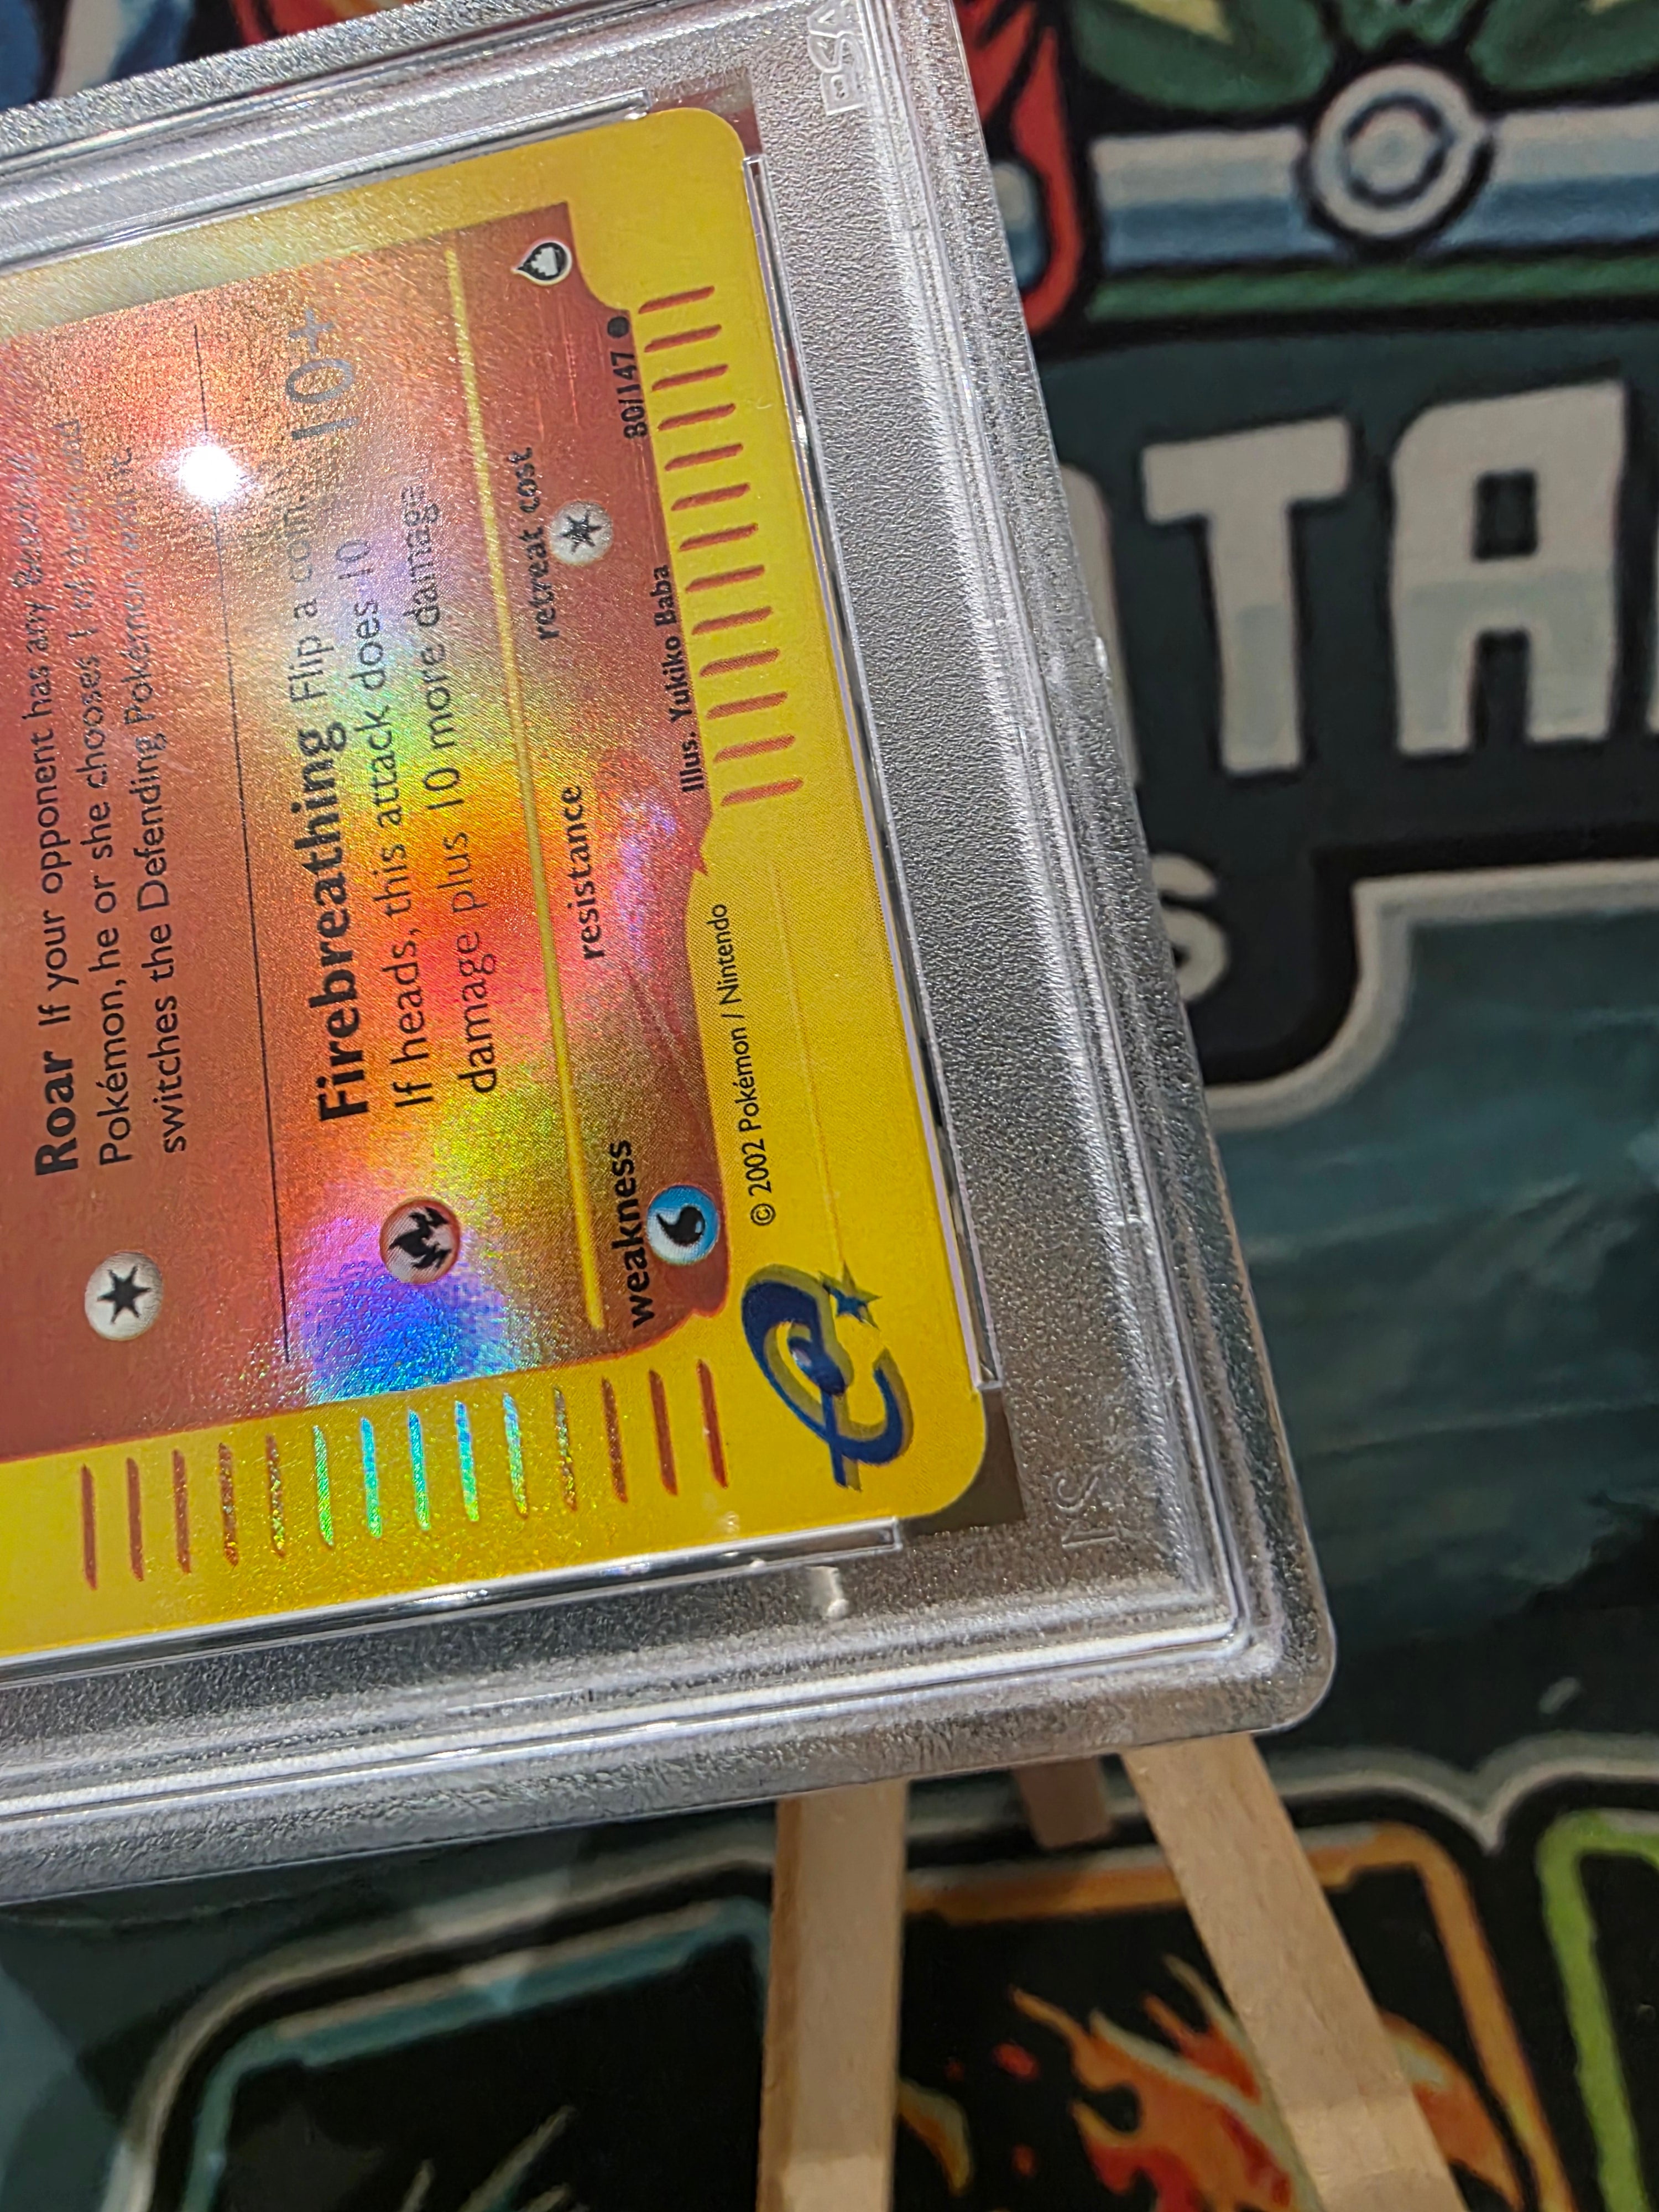 Roar If your opponent has any Benched
Pokémon, he or she chooses 1 of them and
switches the Defending Pokémon with it.
Firebreathing Flip a coin. 10+
If heads, this attack does 10
damage plus 10 more damage.
weakness resistance retreat cost
Illus. Yukiko Baba 80/147
© 2002 Pokémon / Nintendo
e
PSA
TA
S